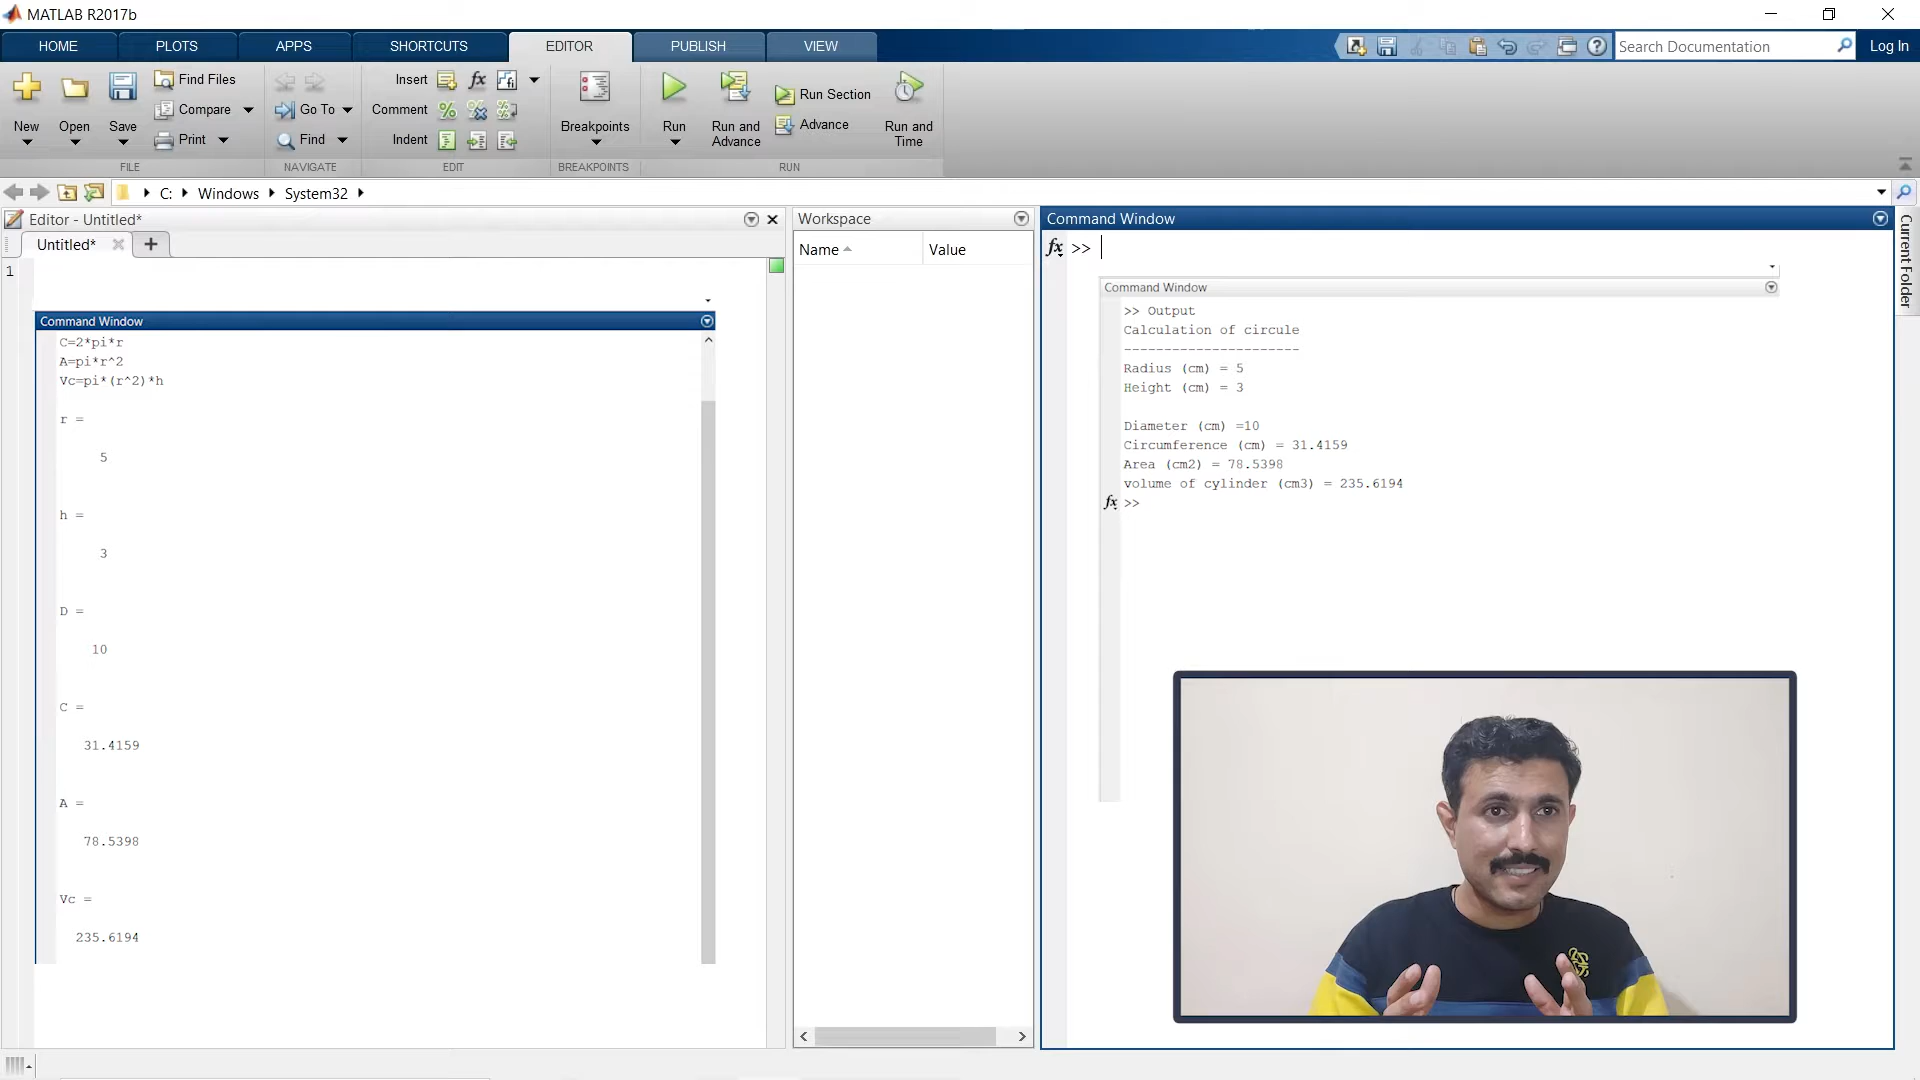 MATLAB R2017b
HOME PLOTS APPS SHORTCUTS EDITOR PUBLISH VIEW
Search Documentation
Log In
New
Open
Save
Find Files
Compare
Print
FILE
Go To
Find
NAVIGATE
Insert
Comment
Indent
EDIT
Breakpoints
BREAKPOINTS
Run
Run and
Advance
Run Section
Advance
Run and
Time
RUN
C: Windows System32
Editor - Untitled*
Untitled*
1
Command Window
C=2*pi*r
A=pi*r^2
Vc=pi*(r^2)*h
r =
5
h =
3
D =
10
C =
31.4159
A =
78.5398
Vc =
235.6194
Workspace
Name Value
Command Window
fx >>
Command Window
>> Output
Calculation of circule
----------------------
Radius (cm) = 5
Height (cm) = 3
Diameter (cm) =10
Circumference (cm) = 31.4159
Area (cm2) = 78.5398
volume of cylinder (cm3) = 235.6194
fx >>
Current Folder